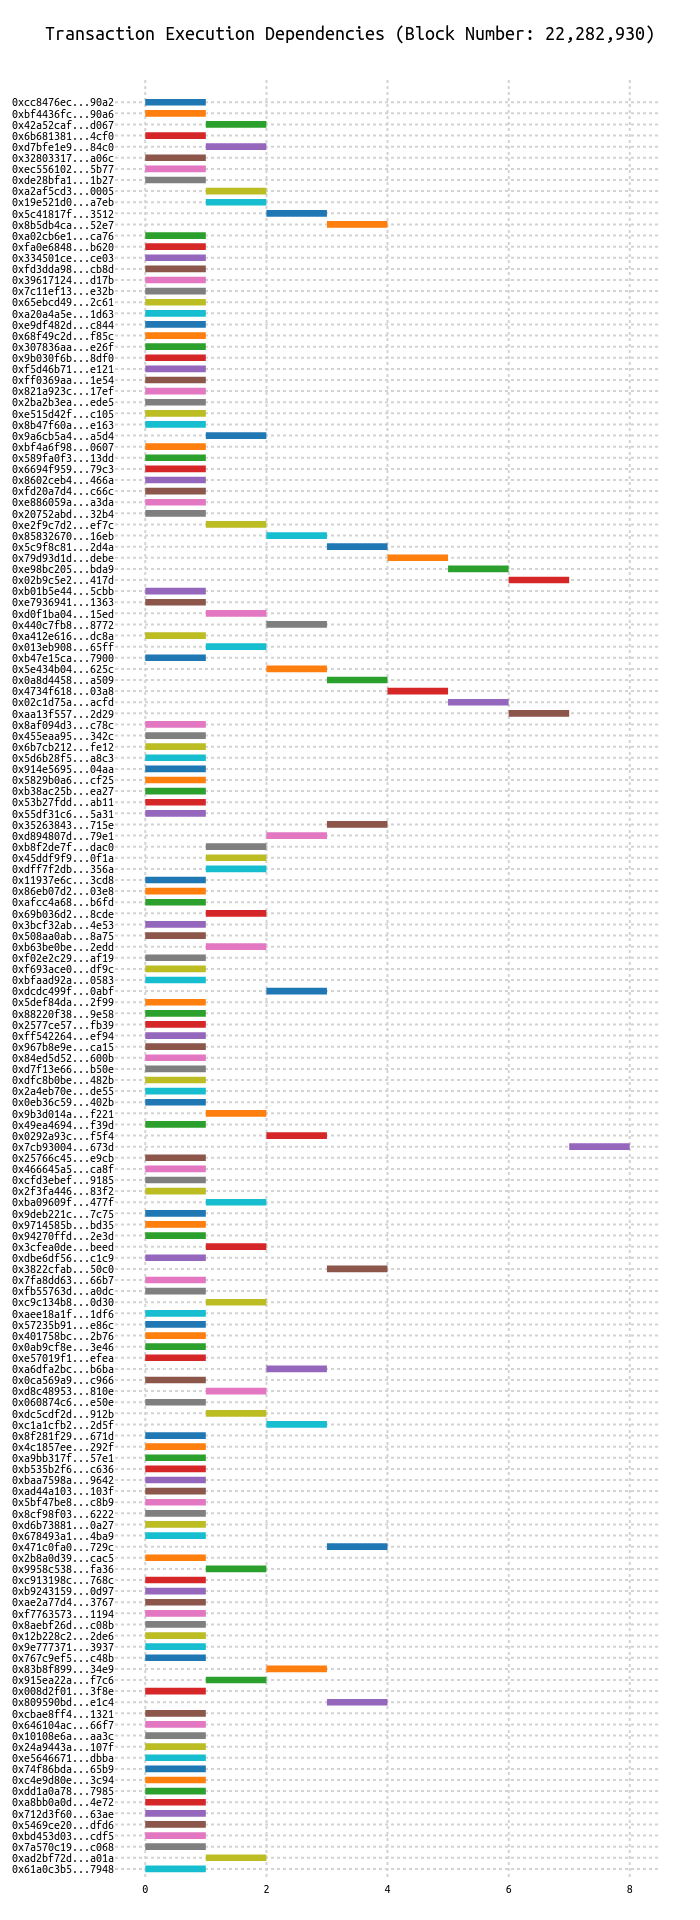 Transaction Execution Dependencies (Block Number: 22,282,930)
0xcc8476ec...90a2
0xbf4436fc...90a6
0x42a52caf...d067
0x6b681381...4cf0
0xd7bfe1e9...84c0
0x32803317...a06c
0xec556102...5b77
0xde28bfa1...1b27
0xa2af5cd3...0005
0x19e521d0...a7eb
0x5c41817f...3512
0x8b5db4ca...52e7
0xa02cb6e1...ca76
0xfa0e6848...b620
0x334501ce...ce03
0xfd3dda98...cb8d
0x39617124...d17b
0x7c11ef13...e32b
0x65ebcd49...2c61
0xa20a4a5e...1d63
0xe9df482d...c844
0x68f49c2d...f85c
0x307836aa...e26f
0x9b030f6b...8df0
0xf5d46b71...e121
0xff0369aa...1e54
0x821a923c...17ef
0x2ba2b3ea...ede5
0xe515d42f...c105
0x8b47f60a...e163
0x9a6cb5a4...a5d4
0xbf4a6f98...0607
0x589fa0f3...13dd
0x6694f959...79c3
0x8602ceb4...466a
0xfd20a7d4...c66c
0xe886059a...a3da
0x20752abd...32b4
0xe2f9c7d2...ef7c
0x85832670...16eb
0x5c9f8c81...2d4a
0x79d93d1d...debe
0xe98bc205...bda9
0x02b9c5e2...417d
0xb01b5e44...5cbb
0xe7936941...1363
0xd0f1ba04...15ed
0x440c7fb8...8772
0xa412e616...dc8a
0x013eb908...65ff
0xb47e15ca...7900
0x5e434b04...625c
0x0a8d4458...a509
0x4734f618...03a8
0x02c1d75a...acfd
0xaa13f557...2d29
0x8af094d3...c78c
0x455eaa95...342c
0x6b7cb212...fe12
0x5d6b28f5...a8c3
0x914e5695...04aa
0x5829b0a6...cf25
0xb38ac25b...ea27
0x53b27fdd...ab11
0x55df31c6...5a31
0x35263843...715e
0xd894807d...79e1
0xb8f2de7f...dac0
0x45ddf9f9...0f1a
0xdff7f2db...356a
0x11937e6c...3cd8
0x86eb07d2...03e8
0xafcc4a68...b6fd
0x69b036d2...8cde
0x3bcf32ab...4e53
0x508aa0ab...8a75
0xb63be0be...2edd
0xf02e2c29...af19
0xf693ace0...df9c
0xbfaad92a...0583
0xdcdc499f...0abf
0x5def84da...2f99
0x88220f38...9e58
0x2577ce57...fb39
0xff542264...ef94
0x967b8e9e...ca15
0x84ed5d52...600b
0xd7f13e66...b50e
0xdfc8b0be...482b
0x2a4eb70e...de55
0x0eb36c59...402b
0x9b3d014a...f221
0x49ea4694...f39d
0x0292a93c...f5f4
0x7cb93004...673d
0x25766c45...e9cb
0x466645a5...ca8f
0xcfd3ebef...9185
0x2f3fa446...83f2
0xba09609f...477f
0x9deb221c...7c75
0x9714585b...bd35
0x94270ffd...2e3d
0x3cfea0de...beed
0xdbe6df56...c1c9
0x3822cfab...50c0
0x7fa8dd63...66b7
0xfb55763d...a0dc
0xc9c134b8...0d30
0xaee18a1f...1df6
0x57235b91...e86c
0x401758bc...2b76
0x0ab9cf8e...3e46
0xe57019f1...efea
0xa6dfa2bc...b6ba
0x0ca569a9...c966
0xd8c48953...810e
0x060874c6...e50e
0xdc5cdf2d...912b
0xc1a1cfb2...2d5f
0x8f281f29...671d
0x4c1857ee...292f
0xa9bb317f...57e1
0xb535b2f6...c636
0xbaa7598a...9642
0xad44a103...103f
0x5bf47be8...c8b9
0x8cf98f03...6222
0xd6b73881...0a27
0x678493a1...4ba9
0x471c0fa0...729c
0x2b8a0d39...cac5
0x9958c538...fa36
0xc913198c...768c
0xb9243159...0d97
0xae2a77d4...3767
0xf7763573...1194
0x8aebf26d...c08b
0x12b228c2...2de6
0x9e777371...3937
0x767c9ef5...c48b
0x83b8f899...34e9
0x915ea22a...f7c6
0x008d2f01...3f8e
0x809590bd...e1c4
0xcbae8ff4...1321
0x646104ac...66f7
0x10108e6a...aa3c
0x24a9443a...107f
0xe5646671...dbba
0x74f86bda...65b9
0xc4e9d80e...3c94
0xdd1a0a78...7985
0xa8bb0a0d...4e72
0x712d3f60...63ae
0x5469ce20...dfd6
0xbd453d03...cdf5
0x7a570c19...c068
0xad2bf72d...a01a
0x61a0c3b5...7948
0 2 4 6 8